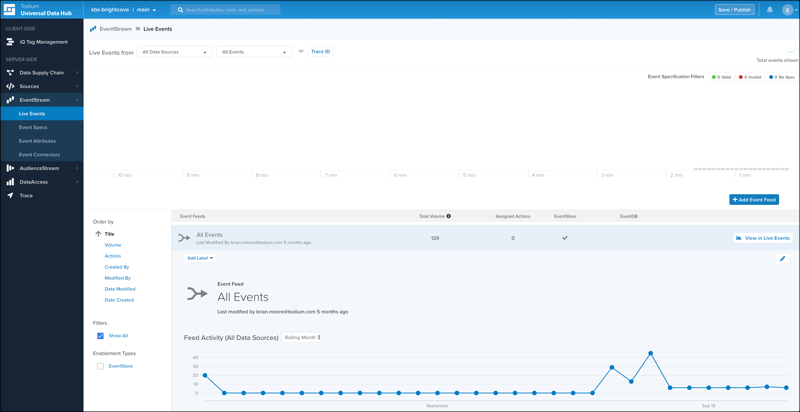 Tealium
Universal Data Hub
sbx-brightcove | main
Search attributes, rules, and actions.
Save / Publish
CLIENT-SIDE
iQ Tag Management
SERVER-SIDE
Data Supply Chain
Sources
EventStream
Live Events
Event Specs
Event Attributes
Event Connectors
AudienceStream
DataAccess
Trace
EventStream >> Live Events
Live Events from
All Data Sources
All Events
or
Trace ID
Total events shown
Event Specification Filters
0 Valid
0 Invalid
0 No Spec
10 min
9 min
8 min
7 min
6 min
5 min
4 min
3 min
2 min
1 min
+ Add Event Feed
Order by
Title
Volume
Actions
Created By
Modified By
Date Modified
Date Created
Filters
Show All
Enablement Types
EventStore
Event Feeds
Total Volume
Assigned Actions
EventStore
EventDB
All Events
Last Modified By brian.moore@tealium.com 5 months ago
129
0
View in Live Events
Add Label
Event Feed
All Events
Last modified by brian.moore@tealium.com 5 months ago
Feed Activity (All Data Sources)
Rolling Month
40
30
20
10
0
September
Sep 15